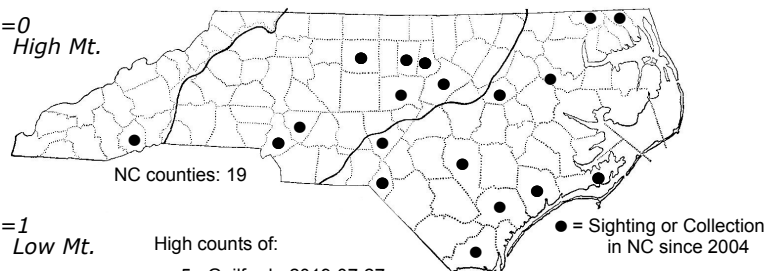 =0
High Mt.
NC counties: 19
=1
Low Mt.
High counts of:
● = Sighting or Collection
in NC since 2004